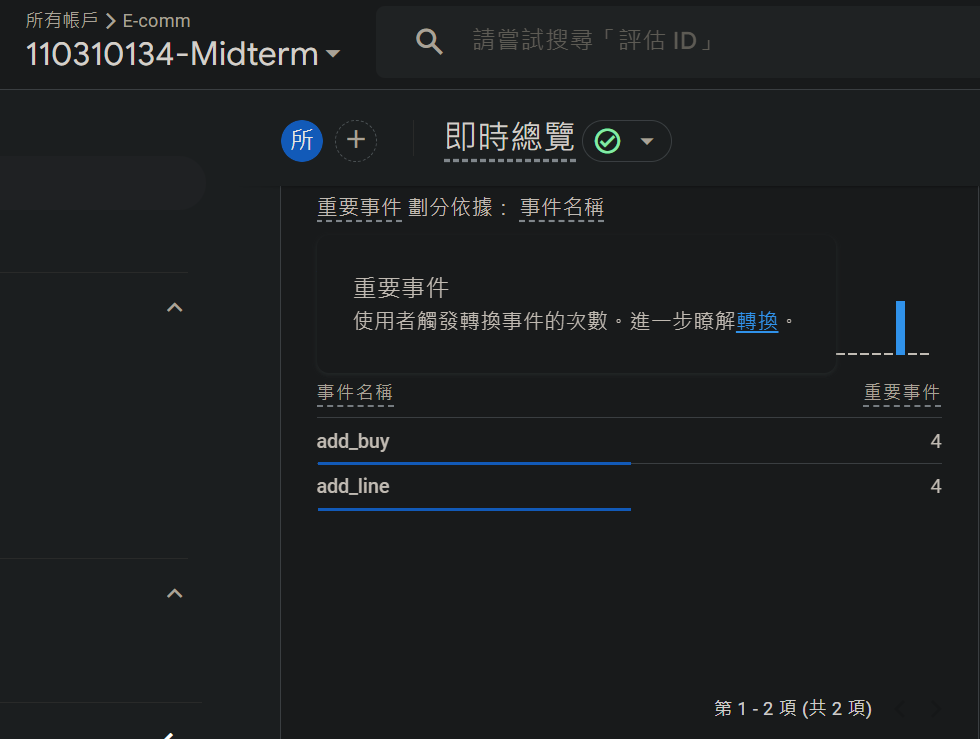 所有帳戶 > E-comm
110310134-Midterm
請嘗試搜尋「評估 ID」
所
即時總覽
重要事件 劃分依據： 事件名稱
重要事件
使用者觸發轉換事件的次數。進一步瞭解轉換。
事件名稱 重要事件
add_buy 4
add_line 4
第 1 - 2 項 (共 2 項)